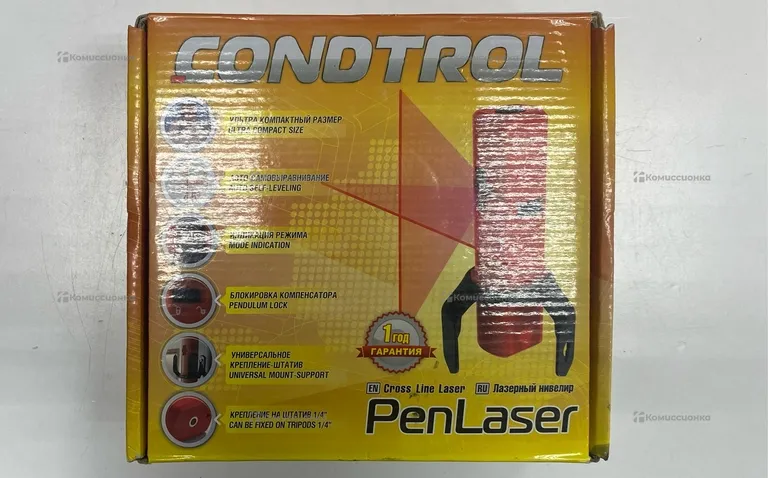 CONDTROL
УЛЬТРА КОМПАКТНЫЙ РАЗМЕР
ULTRA COMPACT SIZE
АВТО-САМОВЫРАВНИВАНИЕ
AUTO SELF-LEVELING
ИНДИКАЦИЯ РЕЖИМА
MODE INDICATION
БЛОКИРОВКА КОМПЕНСАТОРА
PENDULUM LOCK
УНИВЕРСАЛЬНОЕ
КРЕПЛЕНИЕ-ШТАТИВ
UNIVERSAL MOUNT-SUPPORT
КРЕПЛЕНИЕ НА ШТАТИВ 1/4"
CAN BE FIXED ON TRIPODS 1/4"
1 ГОД
ГАРАНТИЯ
EN Cross Line Laser RU Лазерный нивелир
PenLaser
Комиссионка
Комиссионка
Комиссионка
Комиссионка
Комиссионка